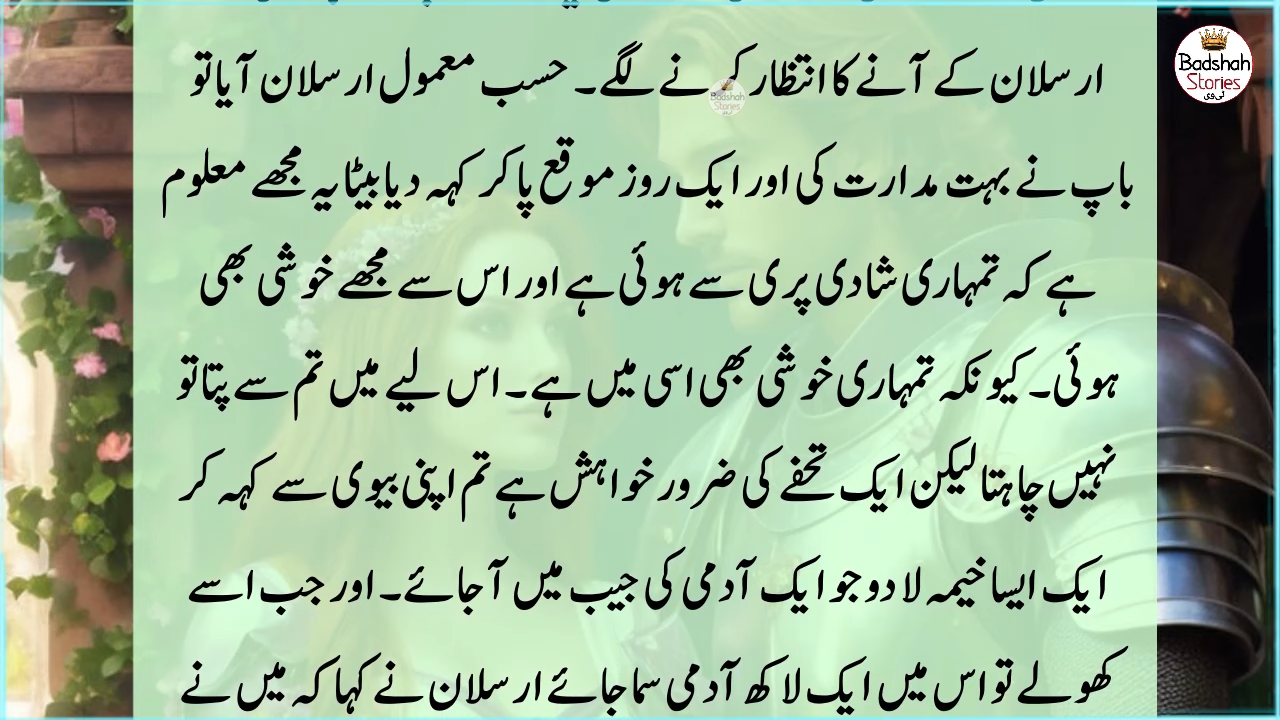 ارسلان کے آنے کا انتظار کرنے لگے۔ حسب معمول ارسلان آیا تو
باپ نے بہت مدارت کی اور ایک روز موقع پا کر کہہ دیا بیٹا یہ مجھے معلوم
ہے کہ تمہاری شادی پری سے ہوئی ہے اور اس سے مجھے خوشی بھی
ہوئی۔ کیونکہ تمہاری خوشی بھی اسی میں ہے۔ اس لیے میں تم سے پتا تو
نہیں چاہتا لیکن ایک تحفے کی ضرور خواہش ہے تم اپنی بیوی سے کہہ کر
ایک ایسا خیمہ لا دو جو ایک آدمی کی جیب میں آ جائے۔ اور جب اسے
کھولے تو اس میں ایک لاکھ آدمی سما جائے ارسلان نے کہا کہ میں نے
Badshah
Stories
ٹی وی
Badshah
Stories